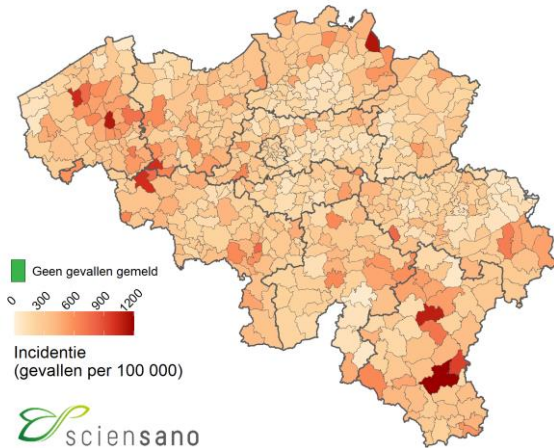 Geen gevallen gemeld
0 300 600 900 1200
Incidentie
(gevallen per 100 000)
sciensano